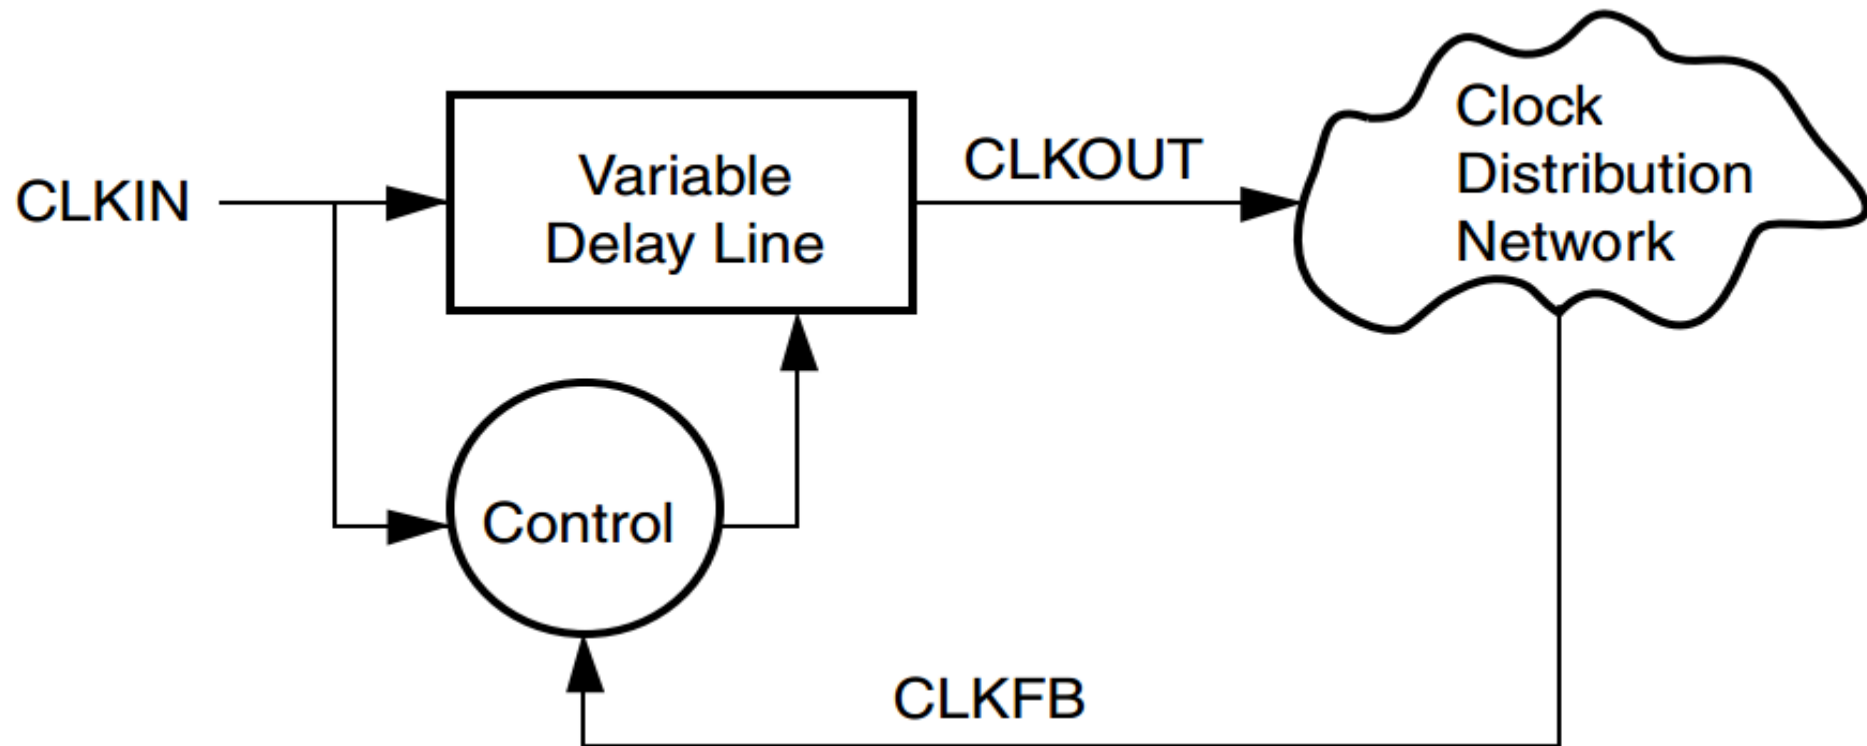 CLKIN
Variable
Delay Line
CLKOUT
Clock
Distribution
Network
Control
CLKFB